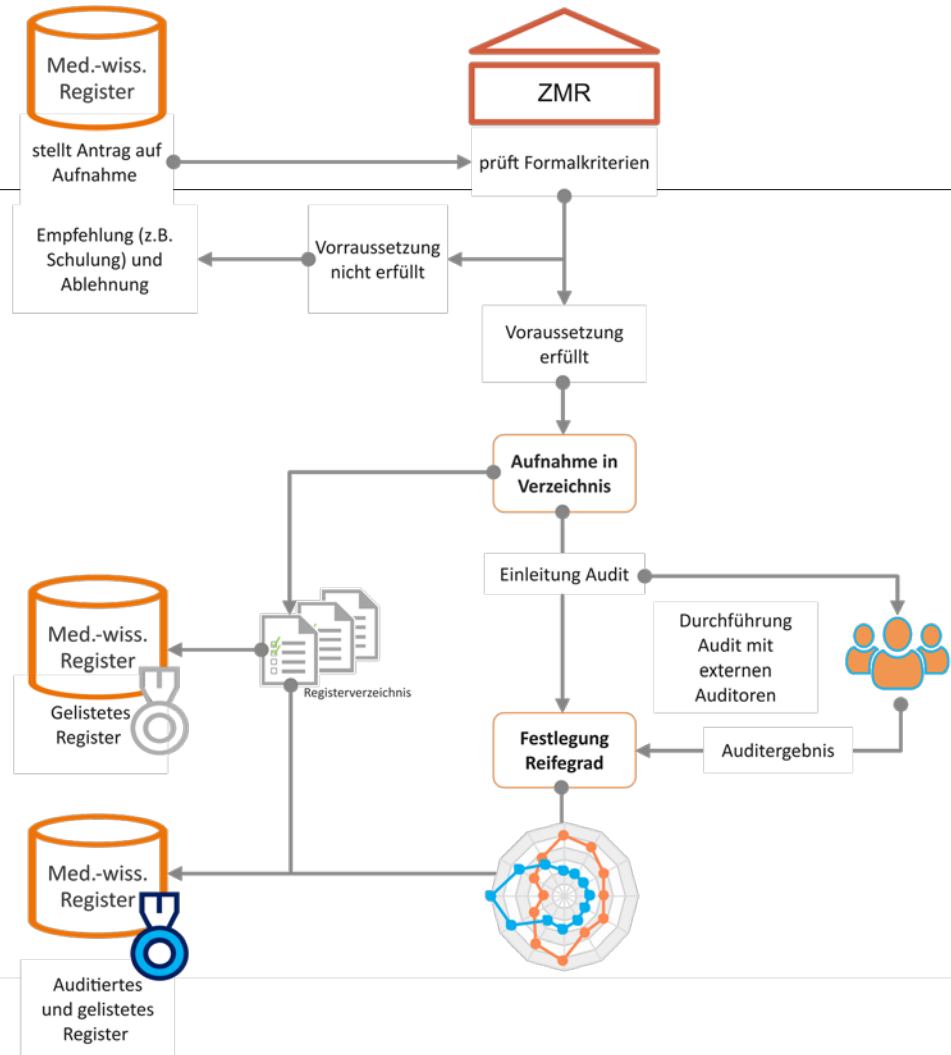 Med.-wiss.
Register
ZMR
stellt Antrag auf
Aufnahme
prüft Formalkriterien
Empfehlung (z.B.
Schulung) und
Ablehnung
Vorraussetzung
nicht erfüllt
Voraussetzung
erfüllt
Aufnahme in
Verzeichnis
Einleitung Audit
Durchführung
Audit mit
externen
Auditoren
Med.-wiss.
Register
Registerverzeichnis
Gelistetes
Register
Festlegung
Reifegrad
Auditergebnis
Med.-wiss.
Register
Auditiertes
und gelistetes
Register